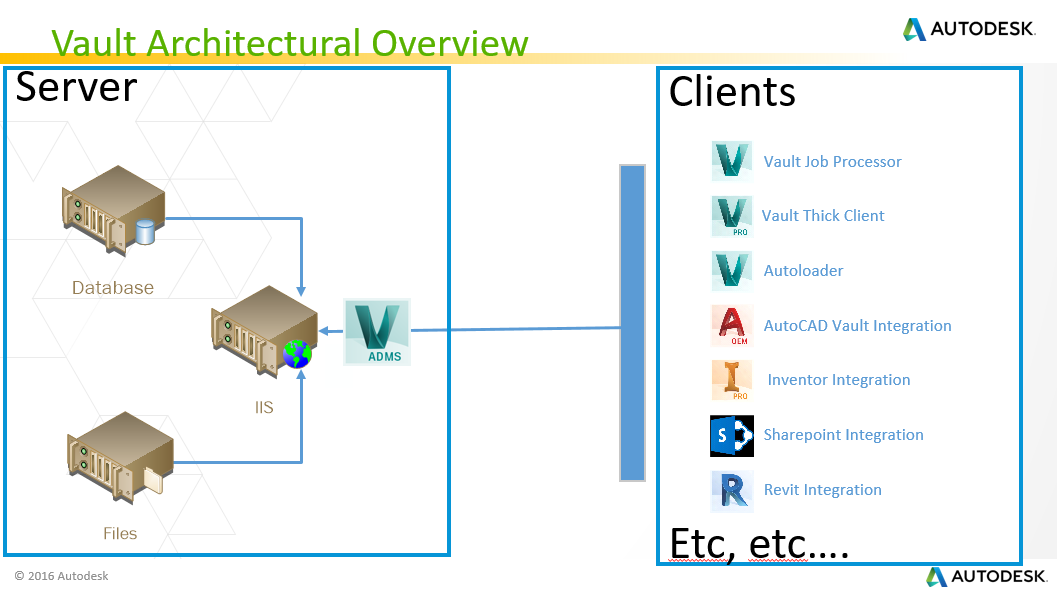 Vault Architectural Overview
AUTODESK.
Server
Database
IIS
ADMS
Files
Clients
Vault Job Processor
PRO
Vault Thick Client
Autoloader
OEM
AutoCAD Vault Integration
PRO
Inventor Integration
S
Sharepoint Integration
R
Revit Integration
Etc, etc....
© 2016 Autodesk
AUTODESK.